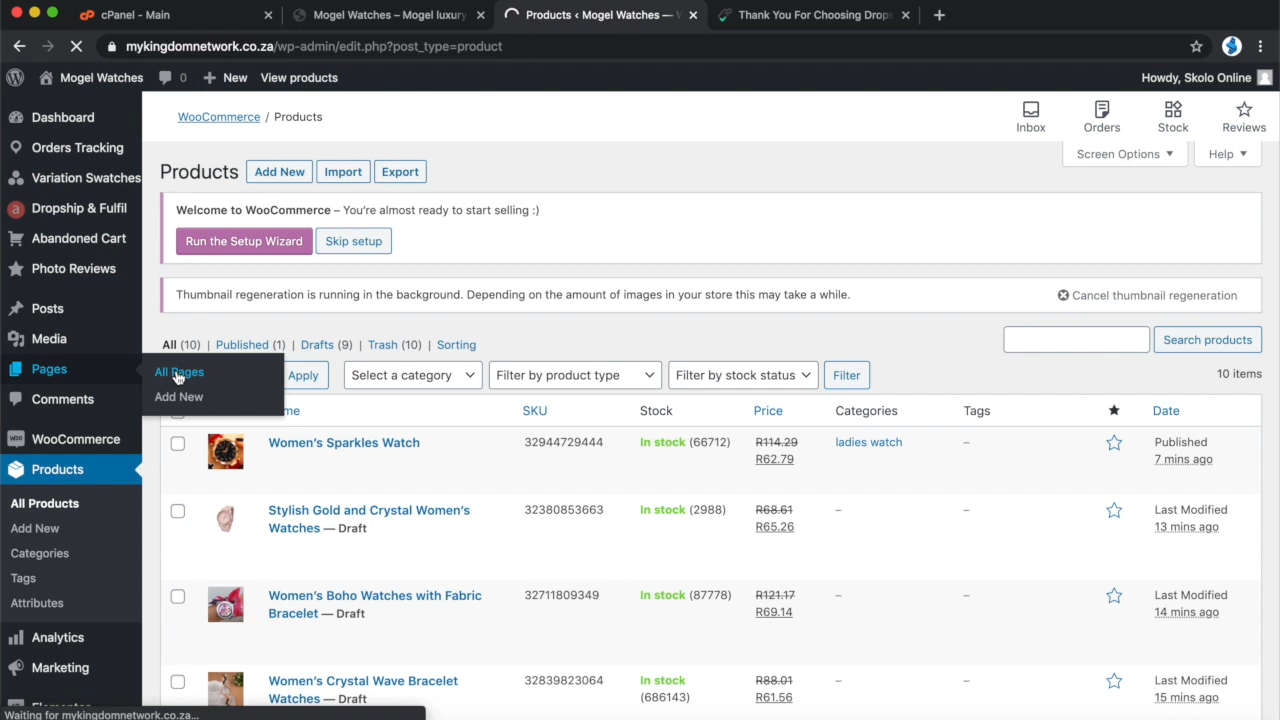 cPanel - Main
Mogel Watches – Mogel luxury
Products ‹ Mogel Watches —
Thank You For Choosing Drops
mykingdomnetwork.co.za/wp-admin/edit.php?post_type=product
Mogel Watches 0 New View products Howdy, Skolo Online
Dashboard
Orders Tracking
Variation Swatches
Dropship & Fulfil
Abandoned Cart
Photo Reviews
Posts
Media
Pages
All Pages
Add New
Comments
WooCommerce
Products
All Products
Add New
Categories
Tags
Attributes
Analytics
Marketing
Waiting for mykingdomnetwork.co.za...
WooCommerce / Products
Inbox Orders Stock Reviews
Screen Options Help
Products Add New Import Export
Welcome to WooCommerce – You're almost ready to start selling :)
Run the Setup Wizard Skip setup
Thumbnail regeneration is running in the background. Depending on the amount of images in your store this may take a while. Cancel thumbnail regeneration
All (10) | Published (1) | Drafts (9) | Trash (10) | Sorting
Search products
Apply Select a category Filter by product type Filter by stock status Filter 10 items
SKU Stock Price Categories Tags Date
Women's Sparkles Watch 32944729444 In stock (66712) R114.29 ladies watch – Published
R62.79 7 mins ago
Stylish Gold and Crystal Women's 32380853663 In stock (2988) R68.61 – – Last Modified
Watches — Draft R65.26 13 mins ago
Women's Boho Watches with Fabric 32711809349 In stock (87778) R121.17 – – Last Modified
Bracelet — Draft R69.14 14 mins ago
Women's Crystal Wave Bracelet 32839823064 In stock R88.01 – – Last Modified
Watches — Draft (686143) R61.56 15 mins ago